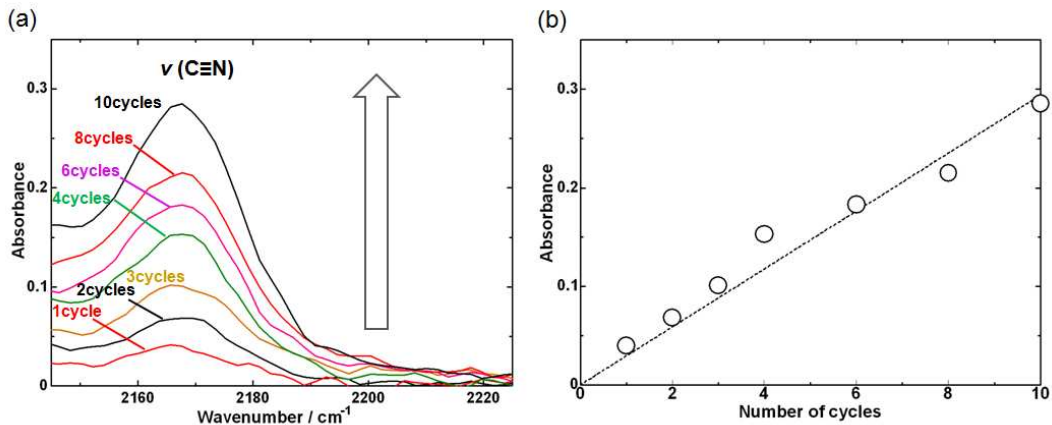 (a)
ν (C≡N)
10cycles
8cycles
6cycles
4cycles
3cycles
2cycles
1cycle
0.3
0.2
0.1
0
2160
2180
2200
2220
Absorbance
Wavenumber / cm-1
(b)
0.3
0.2
0.1
0
0
2
4
6
8
10
Absorbance
Number of cycles